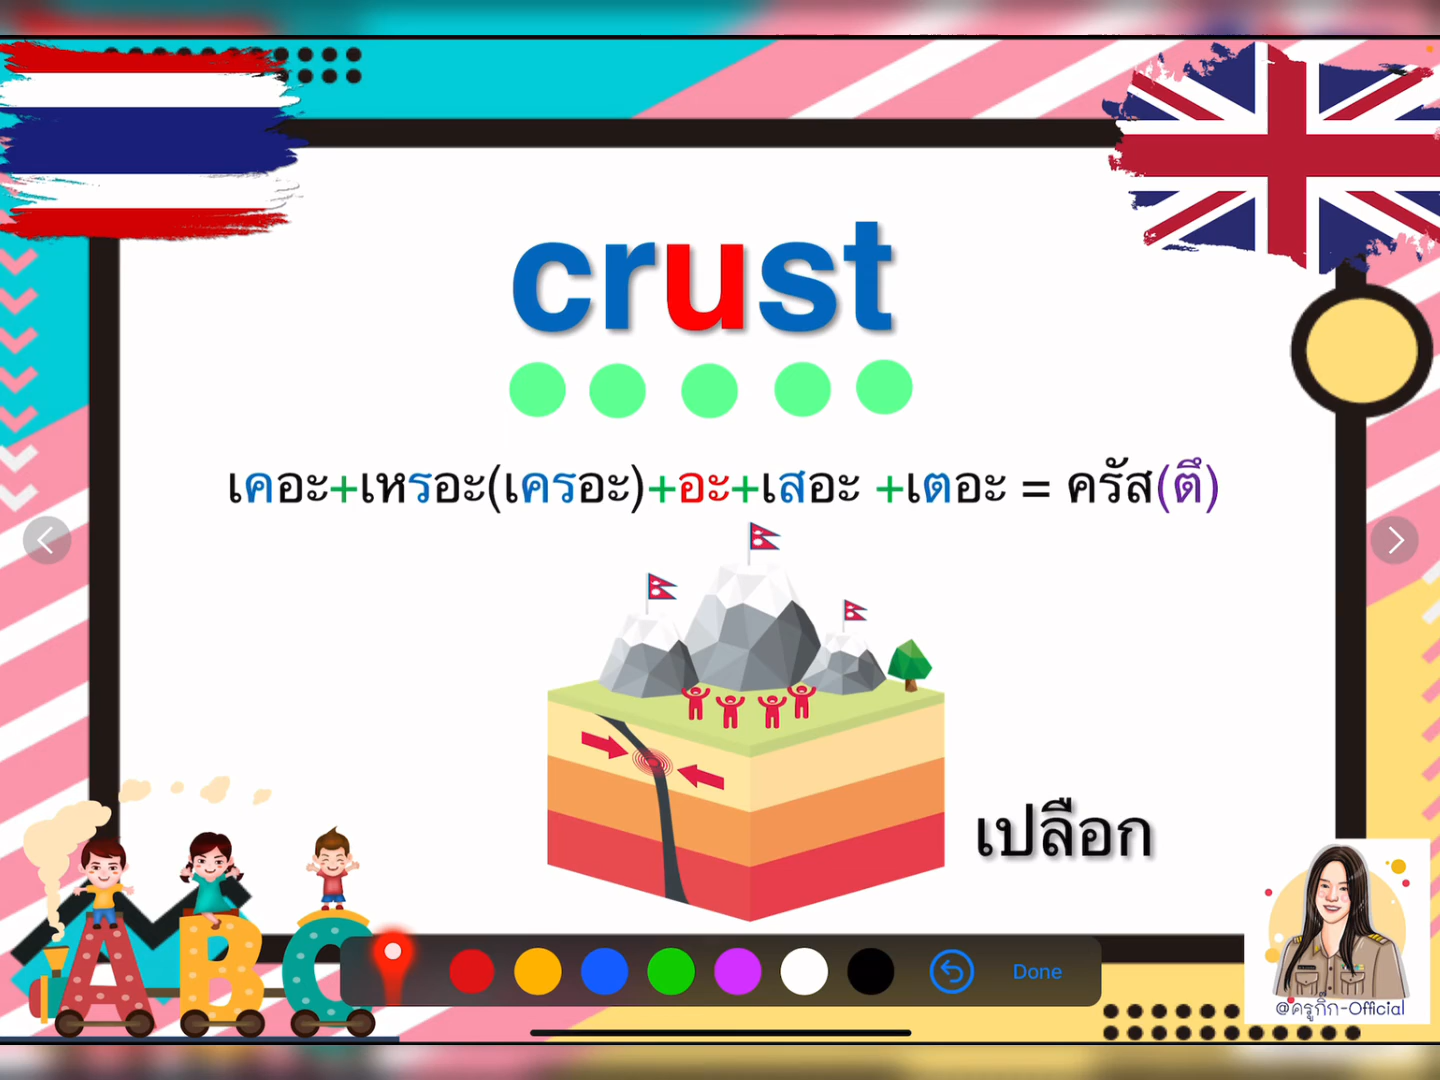 crust
เคอะ+เหรอะ(เครอะ)+อะ+เสอะ +เตอะ = ครัส(ตึ)
เปลือก
ABC
Done
@ครูกิ๊ก-Official